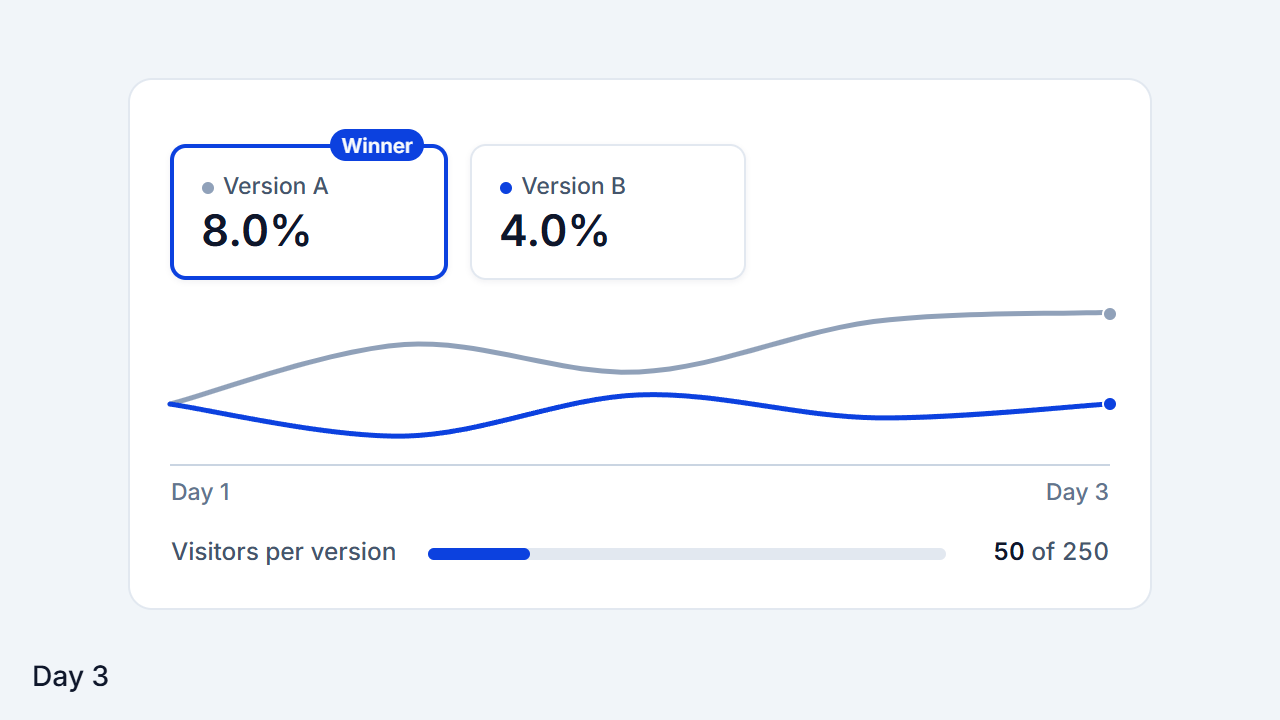 Winner
Version A
8.0%
Version B
4.0%
Day 1
Day 3
Visitors per version
50 of 250
Day 3